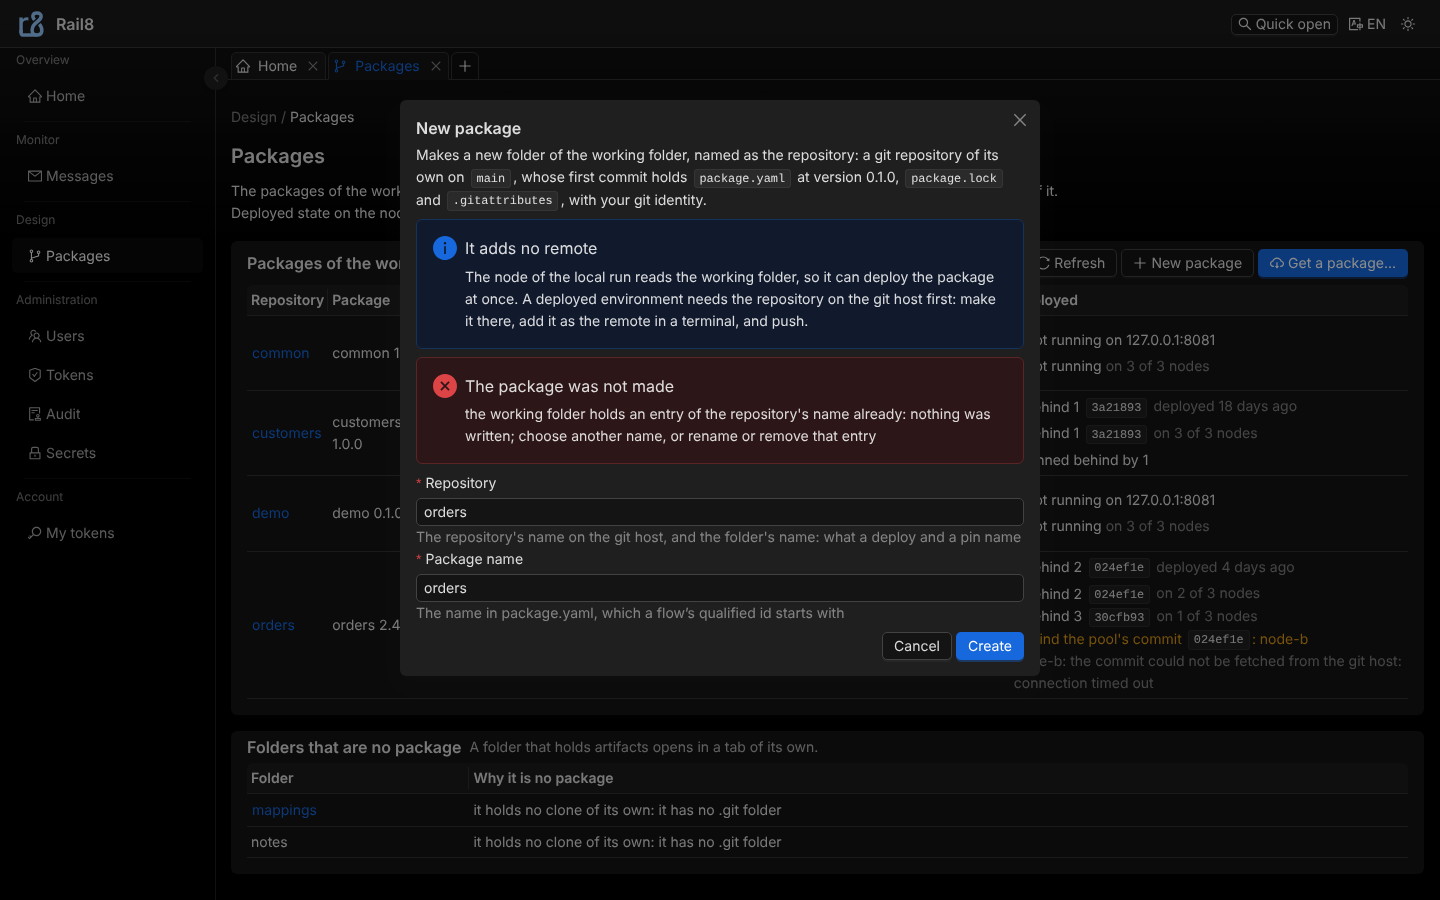 Rail8
Quick open
EN
Overview
Home
Monitor
Messages
Design
Packages
Administration
Users
Tokens
Audit
Secrets
Account
My tokens
Home
Packages
Design / Packages
Packages
The packages of the work
f it.
Deployed state on the nod
Packages of the wo
Refresh
New package
Get a package...
Repository
Package
loyed
common
common 1
ot running on 127.0.0.1:8081
ot running on 3 of 3 nodes
customers
customers
1.0.0
ehind 1 3a21893 deployed 18 days ago
ehind 1 3a21893 on 3 of 3 nodes
nned behind by 1
demo
demo 0.1.0
ot running on 127.0.0.1:8081
ot running on 3 of 3 nodes
orders
orders 2.4
ehind 2 024ef1e deployed 4 days ago
ehind 2 024ef1e on 2 of 3 nodes
ehind 3 30cfb93 on 1 of 3 nodes
ind the pool's commit 024ef1e : node-b
e-b: the commit could not be fetched from the git host:
connection timed out
New package
Makes a new folder of the working folder, named as the repository: a git repository of its
own on main , whose first commit holds package.yaml at version 0.1.0, package.lock
and .gitattributes , with your git identity.
It adds no remote
The node of the local run reads the working folder, so it can deploy the package
at once. A deployed environment needs the repository on the git host first: make
it there, add it as the remote in a terminal, and push.
The package was not made
the working folder holds an entry of the repository's name already: nothing was
written; choose another name, or rename or remove that entry
* Repository
orders
The repository's name on the git host, and the folder's name: what a deploy and a pin name
* Package name
orders
The name in package.yaml, which a flow’s qualified id starts with
Cancel
Create
Folders that are no package A folder that holds artifacts opens in a tab of its own.
Folder
Why it is no package
mappings
it holds no clone of its own: it has no .git folder
notes
it holds no clone of its own: it has no .git folder